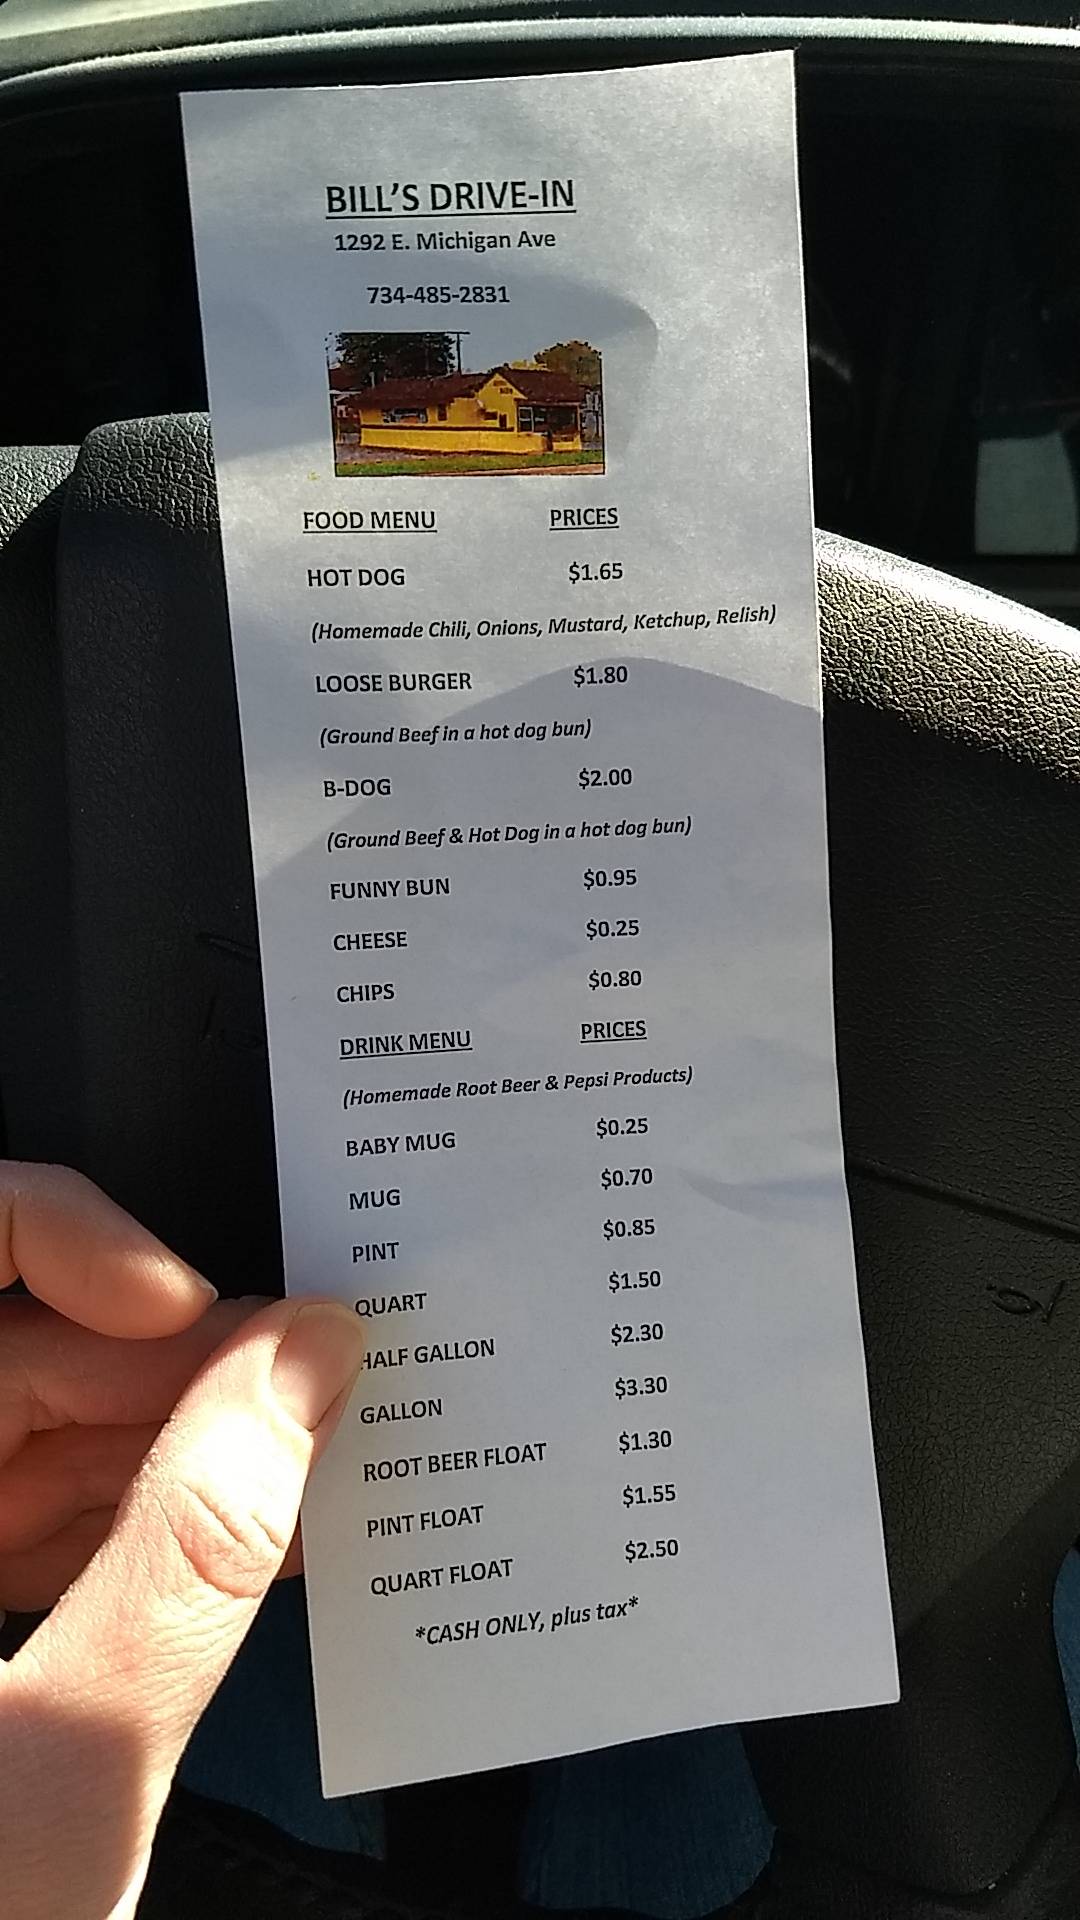 BILL'S DRIVE-IN
1292 E. Michigan Ave
734-485-2831
FOOD MENU PRICES
HOT DOG $1.65
(Homemade Chili, Onions, Mustard, Ketchup, Relish)
LOOSE BURGER $1.80
(Ground Beef in a hot dog bun)
B-DOG $2.00
(Ground Beef & Hot Dog in a hot dog bun)
FUNNY BUN $0.95
CHEESE $0.25
CHIPS $0.80
DRINK MENU PRICES
(Homemade Root Beer & Pepsi Products)
BABY MUG $0.25
MUG $0.70
PINT $0.85
QUART $1.50
HALF GALLON $2.30
GALLON $3.30
ROOT BEER FLOAT $1.30
PINT FLOAT $1.55
QUART FLOAT $2.50
*CASH ONLY, plus tax*